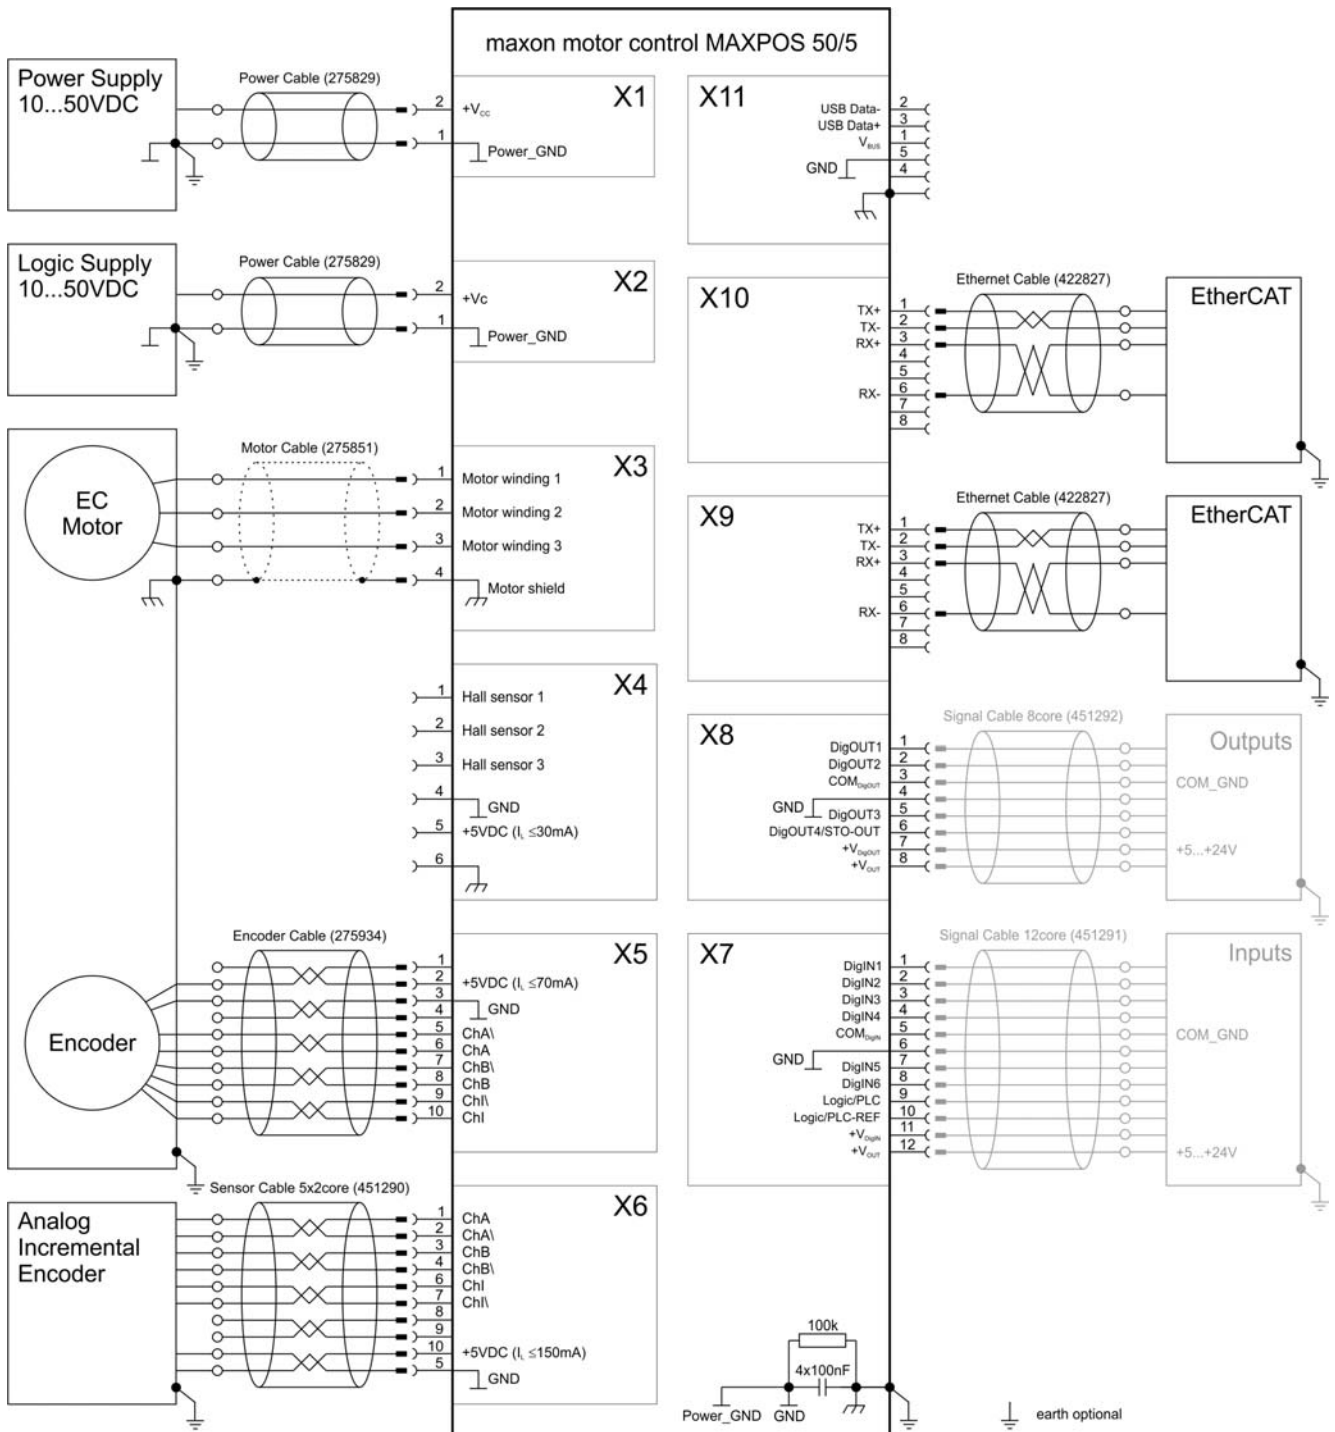 maxon motor control MAXPOS 50/5
Power Supply
10...50VDC
Power Cable (275829)
2
+Vcc
1
Power_GND
X1
Logic Supply
10...50VDC
Power Cable (275829)
2
+Vc
1
Power_GND
X2
EC
Motor
Motor Cable (275851)
1 Motor winding 1
2 Motor winding 2
3 Motor winding 3
4 Motor shield
X3
X4
1 Hall sensor 1
2 Hall sensor 2
3 Hall sensor 3
4 GND
5 +5VDC (IL ≤30mA)
6
Encoder
Encoder Cable (275934)
X5
1
2 +5VDC (IL ≤70mA)
3 GND
4
5 ChA\
6 ChA
7 ChB\
8 ChB
9 ChI\
10 ChI
Analog
Incremental
Encoder
Sensor Cable 5x2core (451290)
X6
1 ChA
2 ChA\
3 ChB
4 ChB\
6 ChI
7 ChI\
8
9
10 +5VDC (IL ≤150mA)
5 GND
X11
USB Data- 2
USB Data+ 3
VBUS 1
GND 5
4
X10
TX+ 1
TX- 2
RX+ 3
4
5
RX- 6
7
8
Ethernet Cable (422827)
EtherCAT
X9
TX+ 1
TX- 2
RX+ 3
4
5
RX- 6
7
8
Ethernet Cable (422827)
EtherCAT
X8
DigOUT1 1
DigOUT2 2
COMDigOUT 3
GND 4
DigOUT3 5
DigOUT4/STO-OUT 6
+VDigOUT 7
+VOUT 8
Signal Cable 8core (451292)
Outputs
COM_GND
+5...+24V
X7
DigIN1 1
DigIN2 2
DigIN3 3
DigIN4 4
COMDigIN 5
GND 6
DigIN5 7
DigIN6 8
Logic/PLC 9
Logic/PLC-REF 10
+VDigIN 11
+VOUT 12
Signal Cable 12core (451291)
Inputs
COM_GND
+5...+24V
100k
4x100nF
Power_GND GND
earth optional